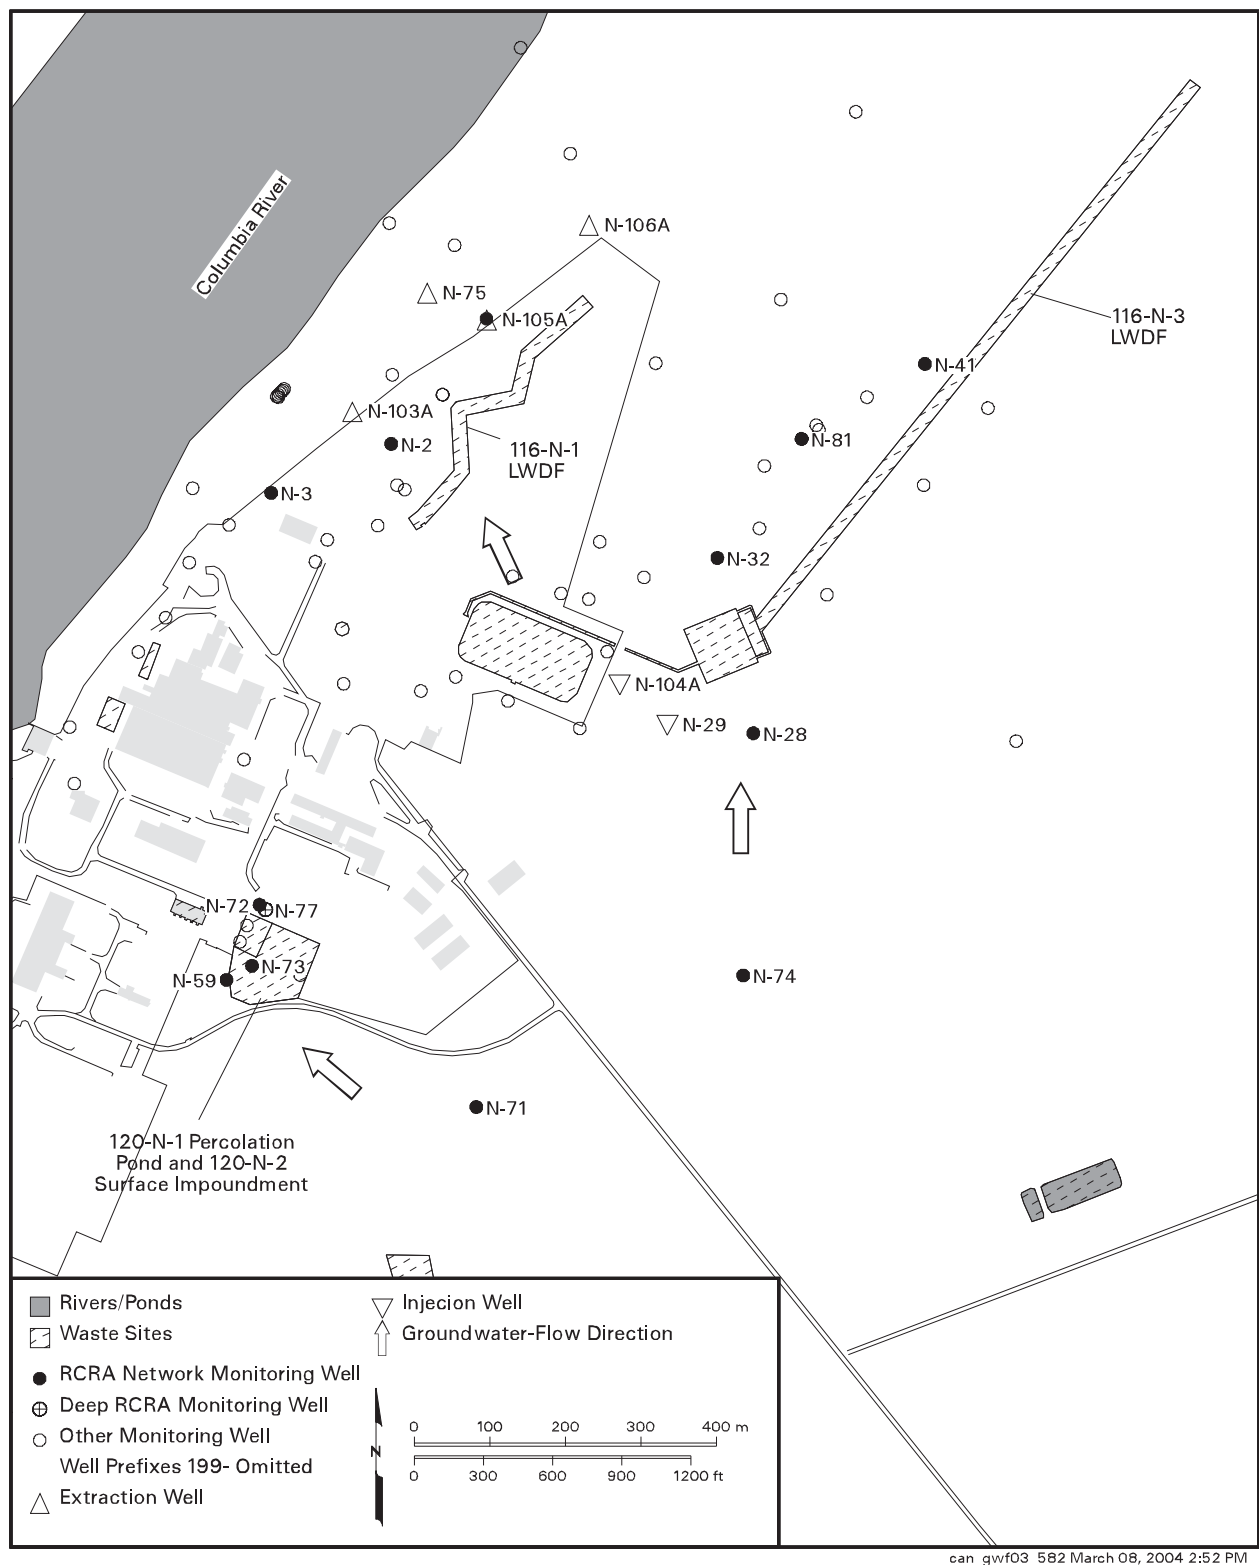 Columbia River
N-106A
N-75
N-105A
116-N-3
LWDF
N-41
N-103A
N-2
N-81
116-N-1
LWDF
N-3
N-32
N-104A
N-29
N-28
N-72
N-77
N-73
N-59
N-74
N-71
120-N-1 Percolation
Pond and 120-N-2
Surface Impoundment
Rivers/Ponds
Waste Sites
RCRA Network Monitoring Well
Deep RCRA Monitoring Well
Other Monitoring Well
Well Prefixes 199- Omitted
Extraction Well
Injecion Well
Groundwater-Flow Direction
N
0 100 200 300 400 m
0 300 600 900 1200 ft
can_gwf03_582 March 08, 2004 2:52 PM